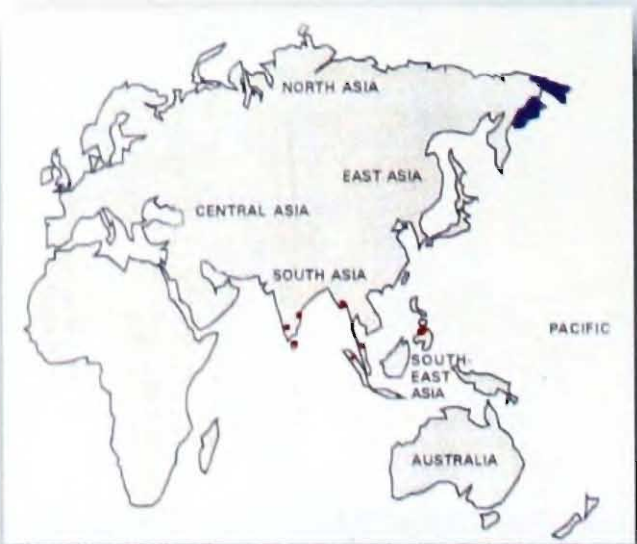 NORTH ASIA
EAST ASIA
CENTRAL ASIA
SOUTH ASIA
PACIFIC
SOUTH-
EAST
ASIA
AUSTRALIA